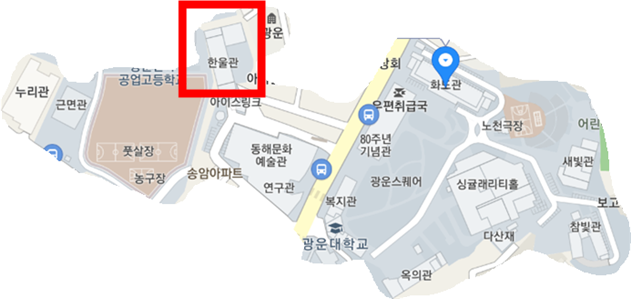 한울관
광운
누리관
근면관
공업고등학교
아이스링크
풋살장
농구장
송암아파트
동해문화
예술관
연구관
창회
화도관
우편취급국
80주년
기념관
노천극장
어린
새빛관
광운스퀘어
싱귤래리티홀
복지관
보고
참빛관
다산재
광운대학교
옥의관